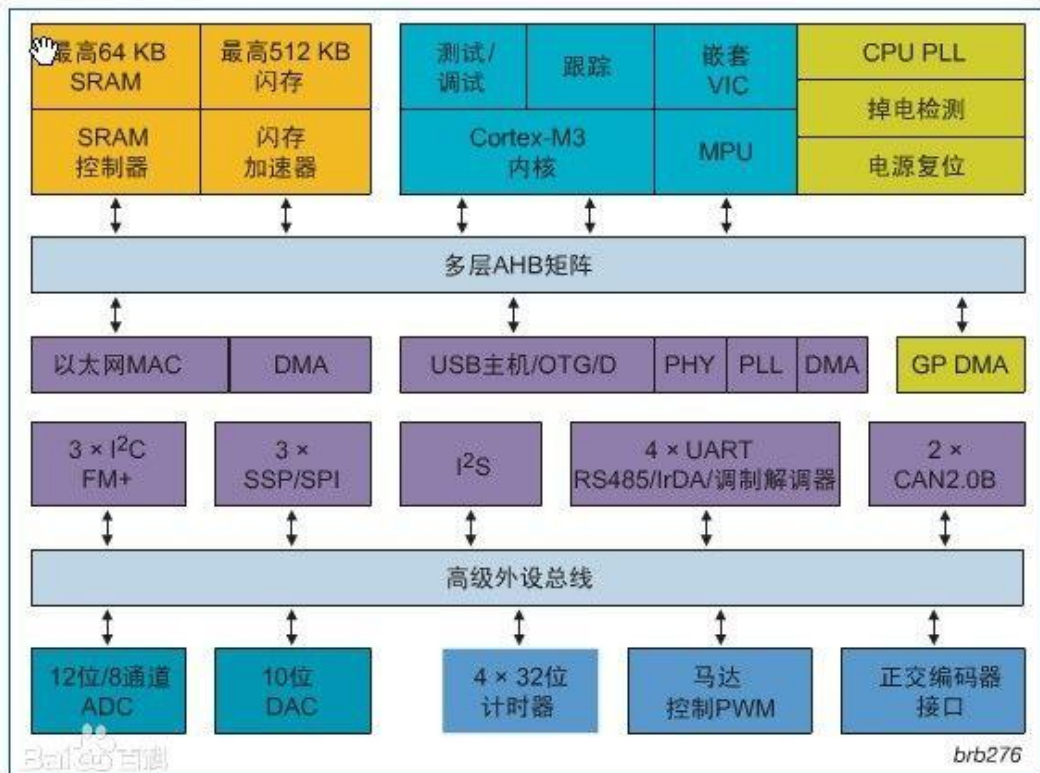 最高64 KB
SRAM
最高512 KB
闪存
测试/
调试
跟踪
嵌套
VIC
CPU PLL
掉电检测
SRAM
控制器
闪存
加速器
Cortex-M3
内核
MPU
电源复位
多层AHB矩阵
以太网MAC
DMA
USB主机/OTG/D
PHY
PLL
DMA
GP DMA
3 × I²C
FM+
3 ×
SSP/SPI
I²S
4 × UART
RS485/IrDA/调制解调器
2 ×
CAN2.0B
高级外设总线
12位/8通道
ADC
10位
DAC
4 × 32位
计时器
马达
控制PWM
正交编码器
接口
Bai 百科
brb276